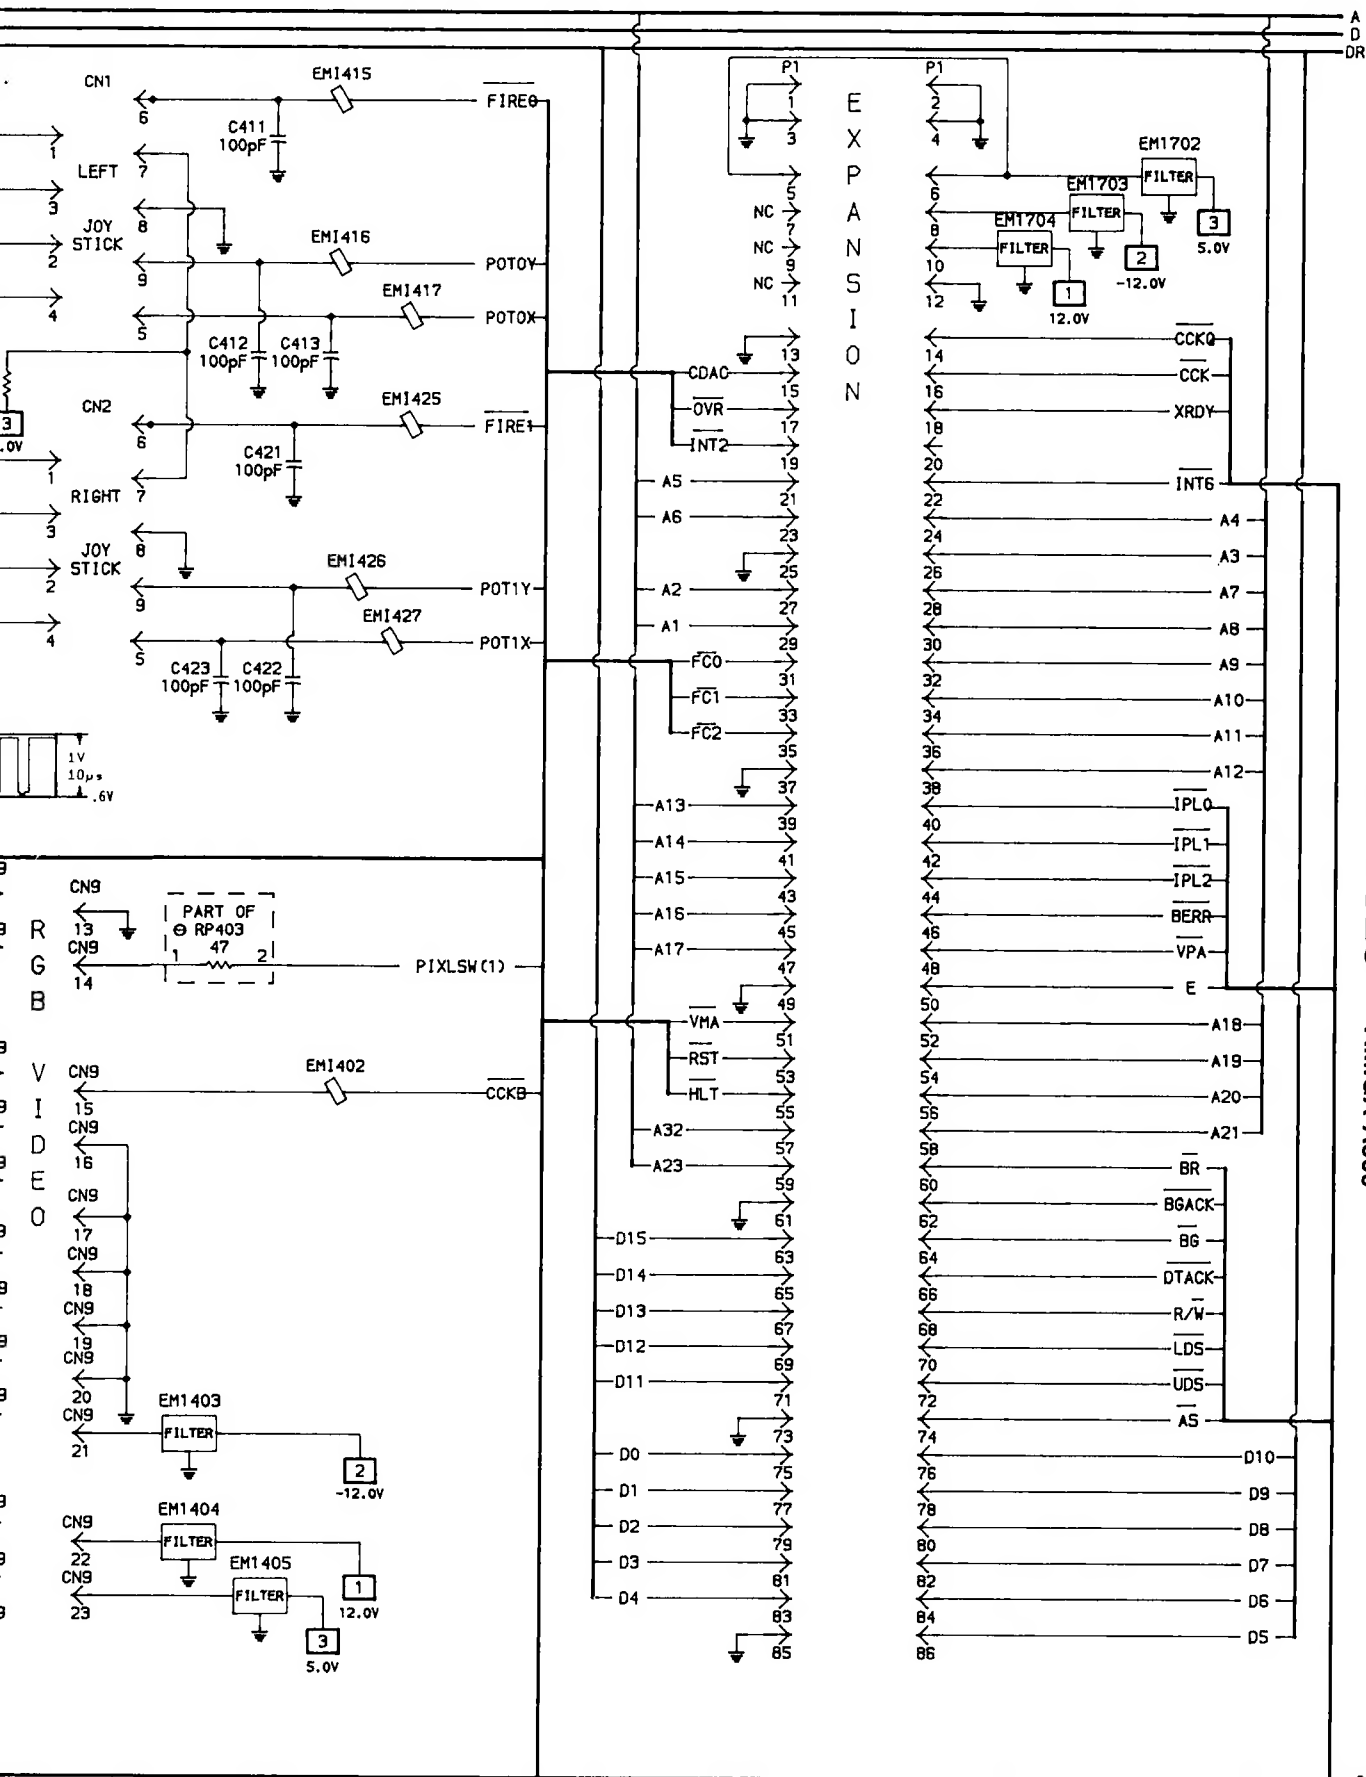 A
D
DR
CN1
EMI415
FIRE0
6
C411
100pF
1
7
LEFT
3
8
JOY
STICK
2
9
EMI416
POT0Y
4
5
EMI417
POT0X
C412
100pF
C413
100pF
3
.0V
CN2
6
EMI425
FIRE1
C421
100pF
1
RIGHT
7
3
8
JOY
STICK
2
9
EMI426
POT1Y
4
5
EMI427
POT1X
C423
100pF
C422
100pF
1V
10µs
.6V
RGB VIDEO
CN9
13
CN9
14
PART OF
RP403
47
1
2
PIXLSW(1)
CN9
15
EMI402
CCKB
CN9
16
CN9
17
CN9
18
CN9
19
CN9
20
CN9
21
EM1403
FILTER
2
-12.0V
CN9
22
EM1404
FILTER
1
12.0V
CN9
23
EM1405
FILTER
3
5.0V
EXPANSION
P1
1
3
5
NC
7
NC
9
NC
11
13
CDAC
15
OVR
17
INT2
19
A5
21
A6
23
25
A2
27
A1
29
FC0
31
FC1
33
FC2
35
37
A13
39
A14
41
A15
43
A16
45
A17
47
49
VMA
51
RST
53
HLT
55
A32
57
A23
59
61
D15
63
D14
65
D13
67
D12
69
D11
71
73
D0
75
D1
77
D2
79
D3
81
D4
83
85
P1
2
4
6
EM1702
FILTER
3
5.0V
8
EM1703
FILTER
2
-12.0V
10
EM1704
FILTER
1
12.0V
12
CCKQ
14
CCK
16
XRDY
18
20
INT6
22
A4
24
A3
26
A7
28
A8
30
A9
32
A10
34
A11
36
A12
38
IPL0
40
IPL1
42
IPL2
44
BERR
46
VPA
48
E
50
A18
52
A19
54
A20
56
A21
58
BR
60
BGACK
62
BG
64
DTACK
66
R/W
68
LDS
70
UDS
72
AS
74
D10
76
D9
78
D8
80
D7
82
D6
84
D5
86